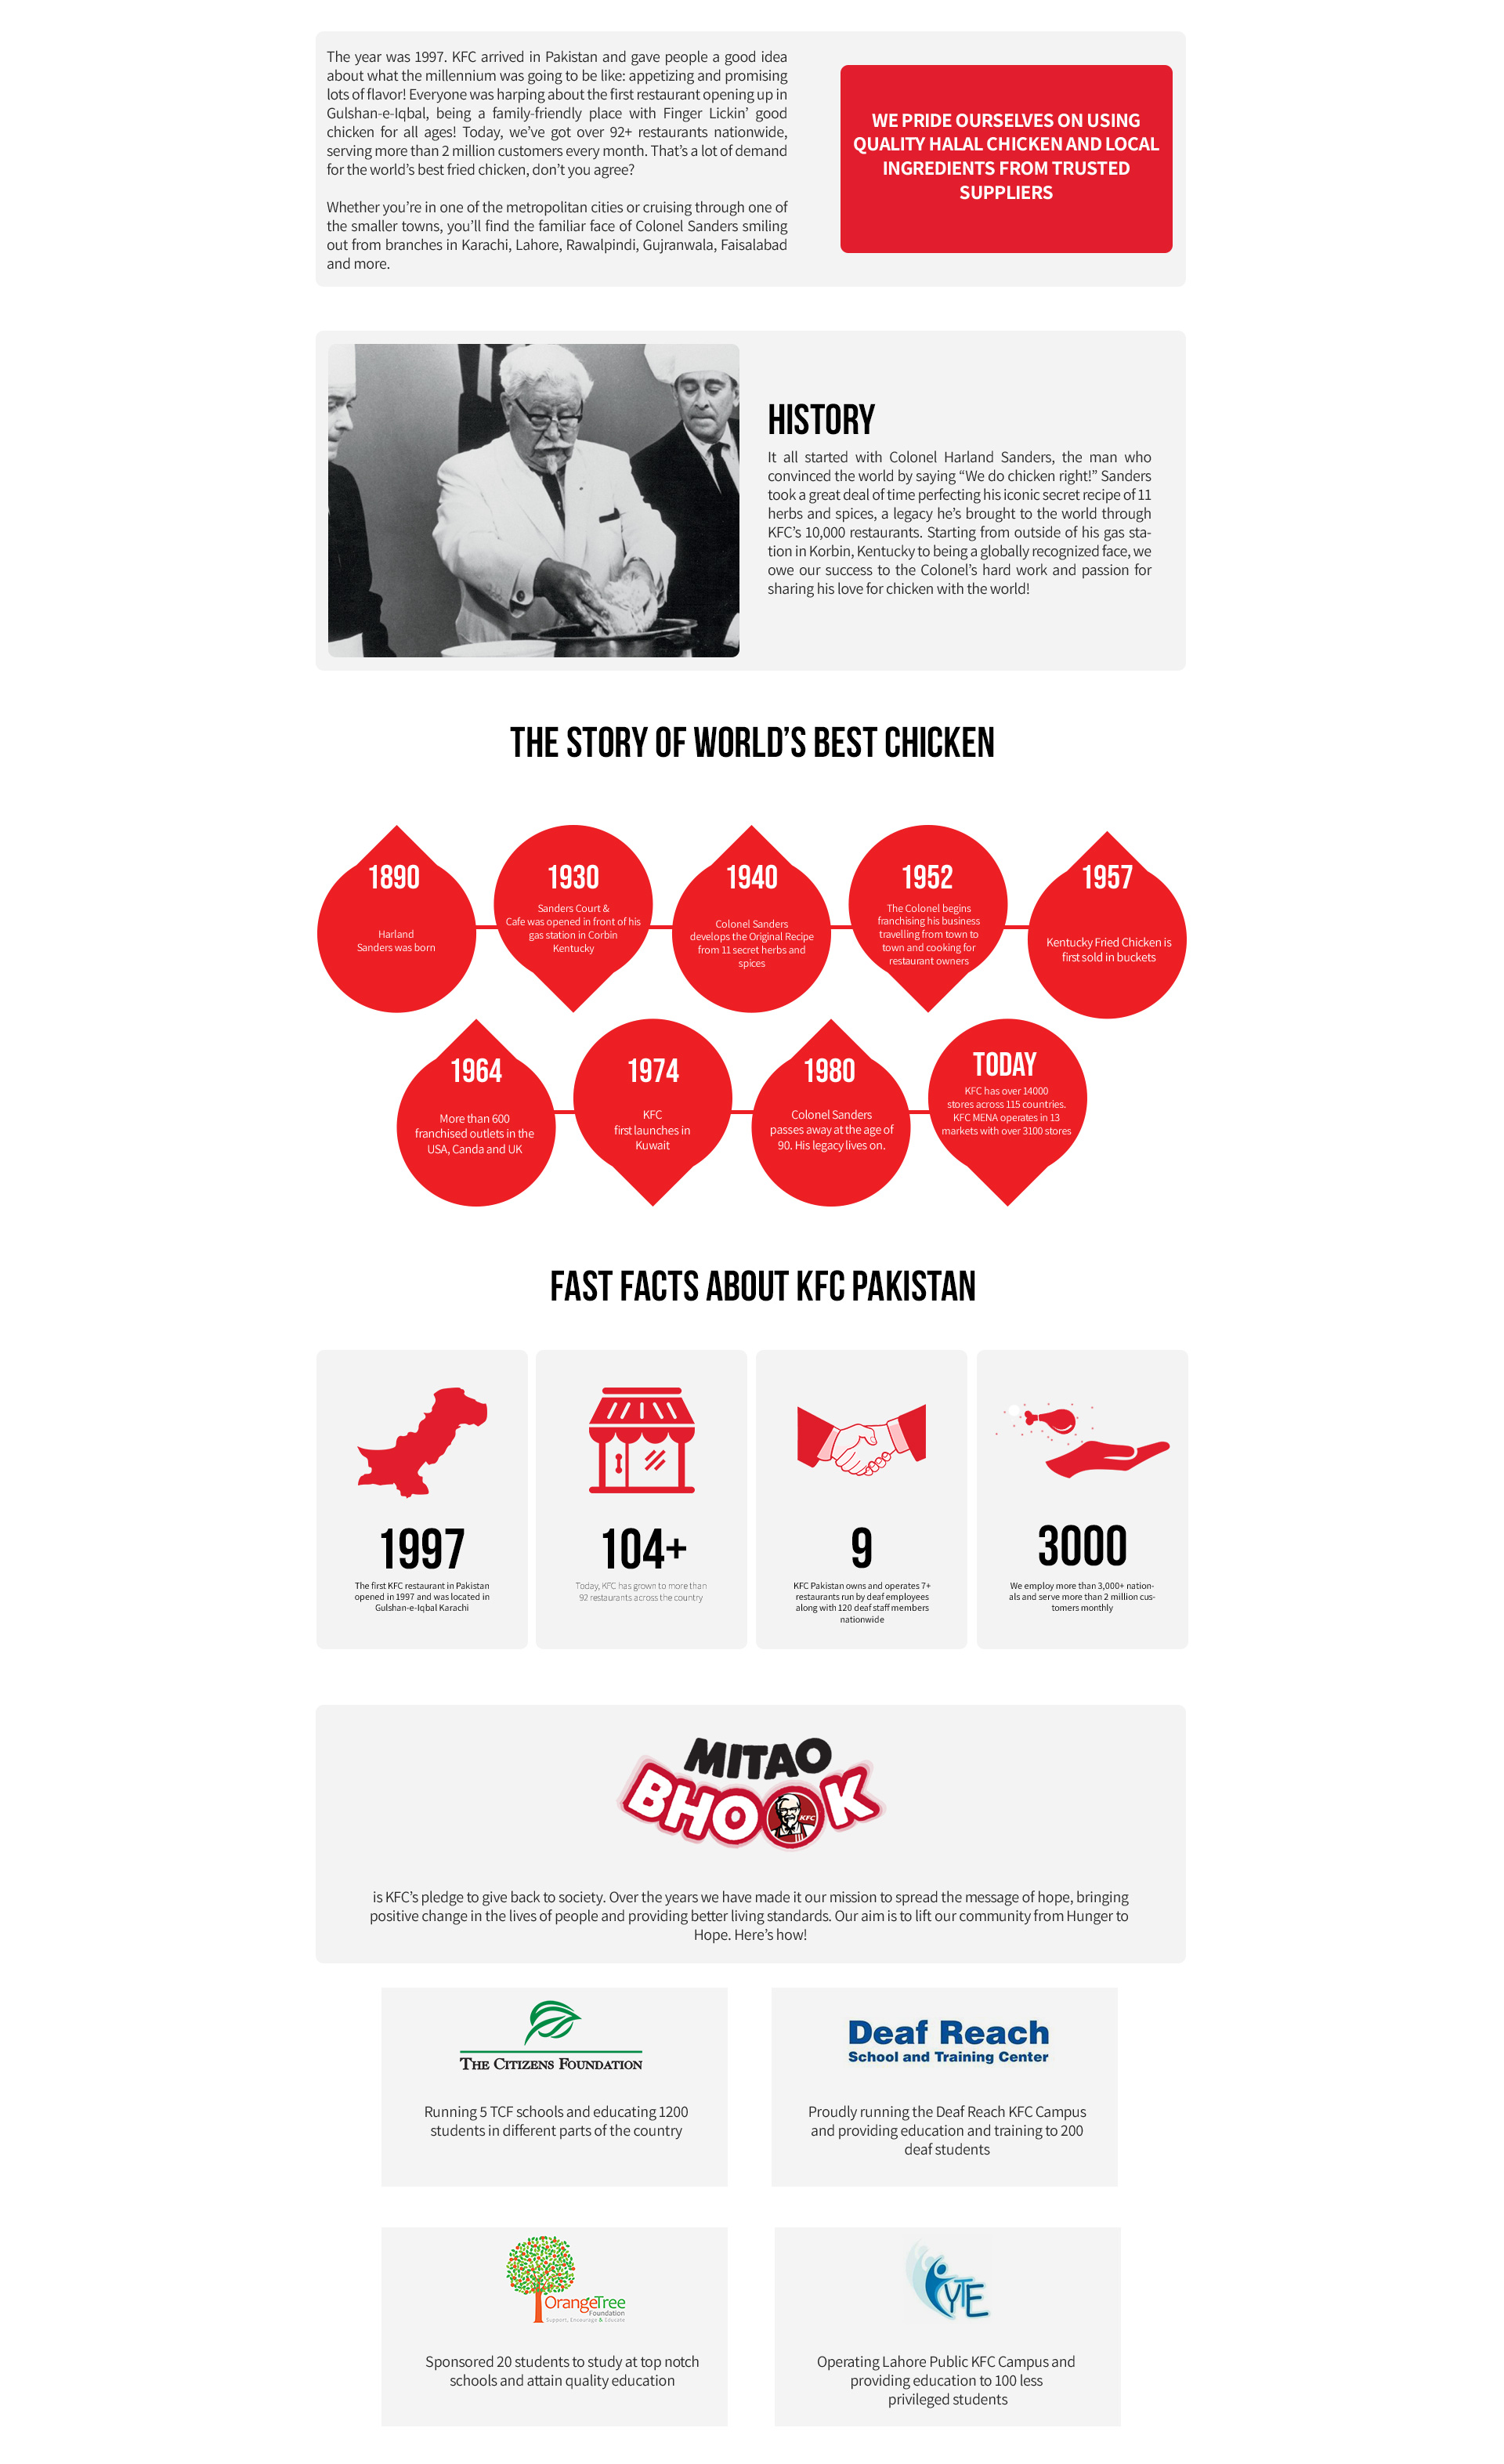 The year was 1997. KFC arrived in Pakistan and gave people a good idea
about what the millennium was going to be like: appetizing and promising
lots of flavor! Everyone was harping about the first restaurant opening up in
Gulshan-e-Iqbal, being a family-friendly place with Finger Lickin’ good
chicken for all ages! Today, we’ve got over 92+ restaurants nationwide,
serving more than 2 million customers every month. That’s a lot of demand
for the world’s best fried chicken, don’t you agree?
Whether you’re in one of the metropolitan cities or cruising through one of
the smaller towns, you’ll find the familiar face of Colonel Sanders smiling
out from branches in Karachi, Lahore, Rawalpindi, Gujranwala, Faisalabad
and more.
WE PRIDE OURSELVES ON USING
QUALITY HALAL CHICKEN AND LOCAL
INGREDIENTS FROM TRUSTED
SUPPLIERS
HISTORY
It all started with Colonel Harland Sanders, the man who
convinced the world by saying “We do chicken right!” Sanders
took a great deal of time perfecting his iconic secret recipe of 11
herbs and spices, a legacy he’s brought to the world through
KFC’s 10,000 restaurants. Starting from outside of his gas sta-
tion in Korbin, Kentucky to being a globally recognized face, we
owe our success to the Colonel’s hard work and passion for
sharing his love for chicken with the world!
THE STORY OF WORLD’S BEST CHICKEN
1890
Harland
Sanders was born
1930
Sanders Court &
Cafe was opened in front of his
gas station in Corbin
Kentucky
1940
Colonel Sanders
develops the Original Recipe
from 11 secret herbs and
spices
1952
The Colonel begins
franchising his business
travelling from town to
town and cooking for
restaurant owners
1957
Kentucky Fried Chicken is
first sold in buckets
1964
More than 600
franchised outlets in the
USA, Canda and UK
1974
KFC
first launches in
Kuwait
1980
Colonel Sanders
passes away at the age of
90. His legacy lives on.
TODAY
KFC has over 14000
stores across 115 countries.
KFC MENA operates in 13
markets with over 3100 stores
FAST FACTS ABOUT KFC PAKISTAN
1997
The first KFC restaurant in Pakistan
opened in 1997 and was located in
Gulshan-e-Iqbal Karachi
104+
Today, KFC has grown to more than
92 restaurants across the country
9
KFC Pakistan owns and operates 7+
restaurants run by deaf employees
along with 120 deaf staff members
nationwide
3000
We employ more than 3,000+ nation-
als and serve more than 2 million cus-
tomers monthly
MITAO
BHOOK
KFC
is KFC’s pledge to give back to society. Over the years we have made it our mission to spread the message of hope, bringing
positive change in the lives of people and providing better living standards. Our aim is to lift our community from Hunger to
Hope. Here’s how!
THE CITIZENS FOUNDATION
Running 5 TCF schools and educating 1200
students in different parts of the country
Deaf Reach
School and Training Center
Proudly running the Deaf Reach KFC Campus
and providing education and training to 200
deaf students
OrangeTree
Foundation
Support, Encourage & Educate
Sponsored 20 students to study at top notch
schools and attain quality education
YTE
Operating Lahore Public KFC Campus and
providing education to 100 less
privileged students